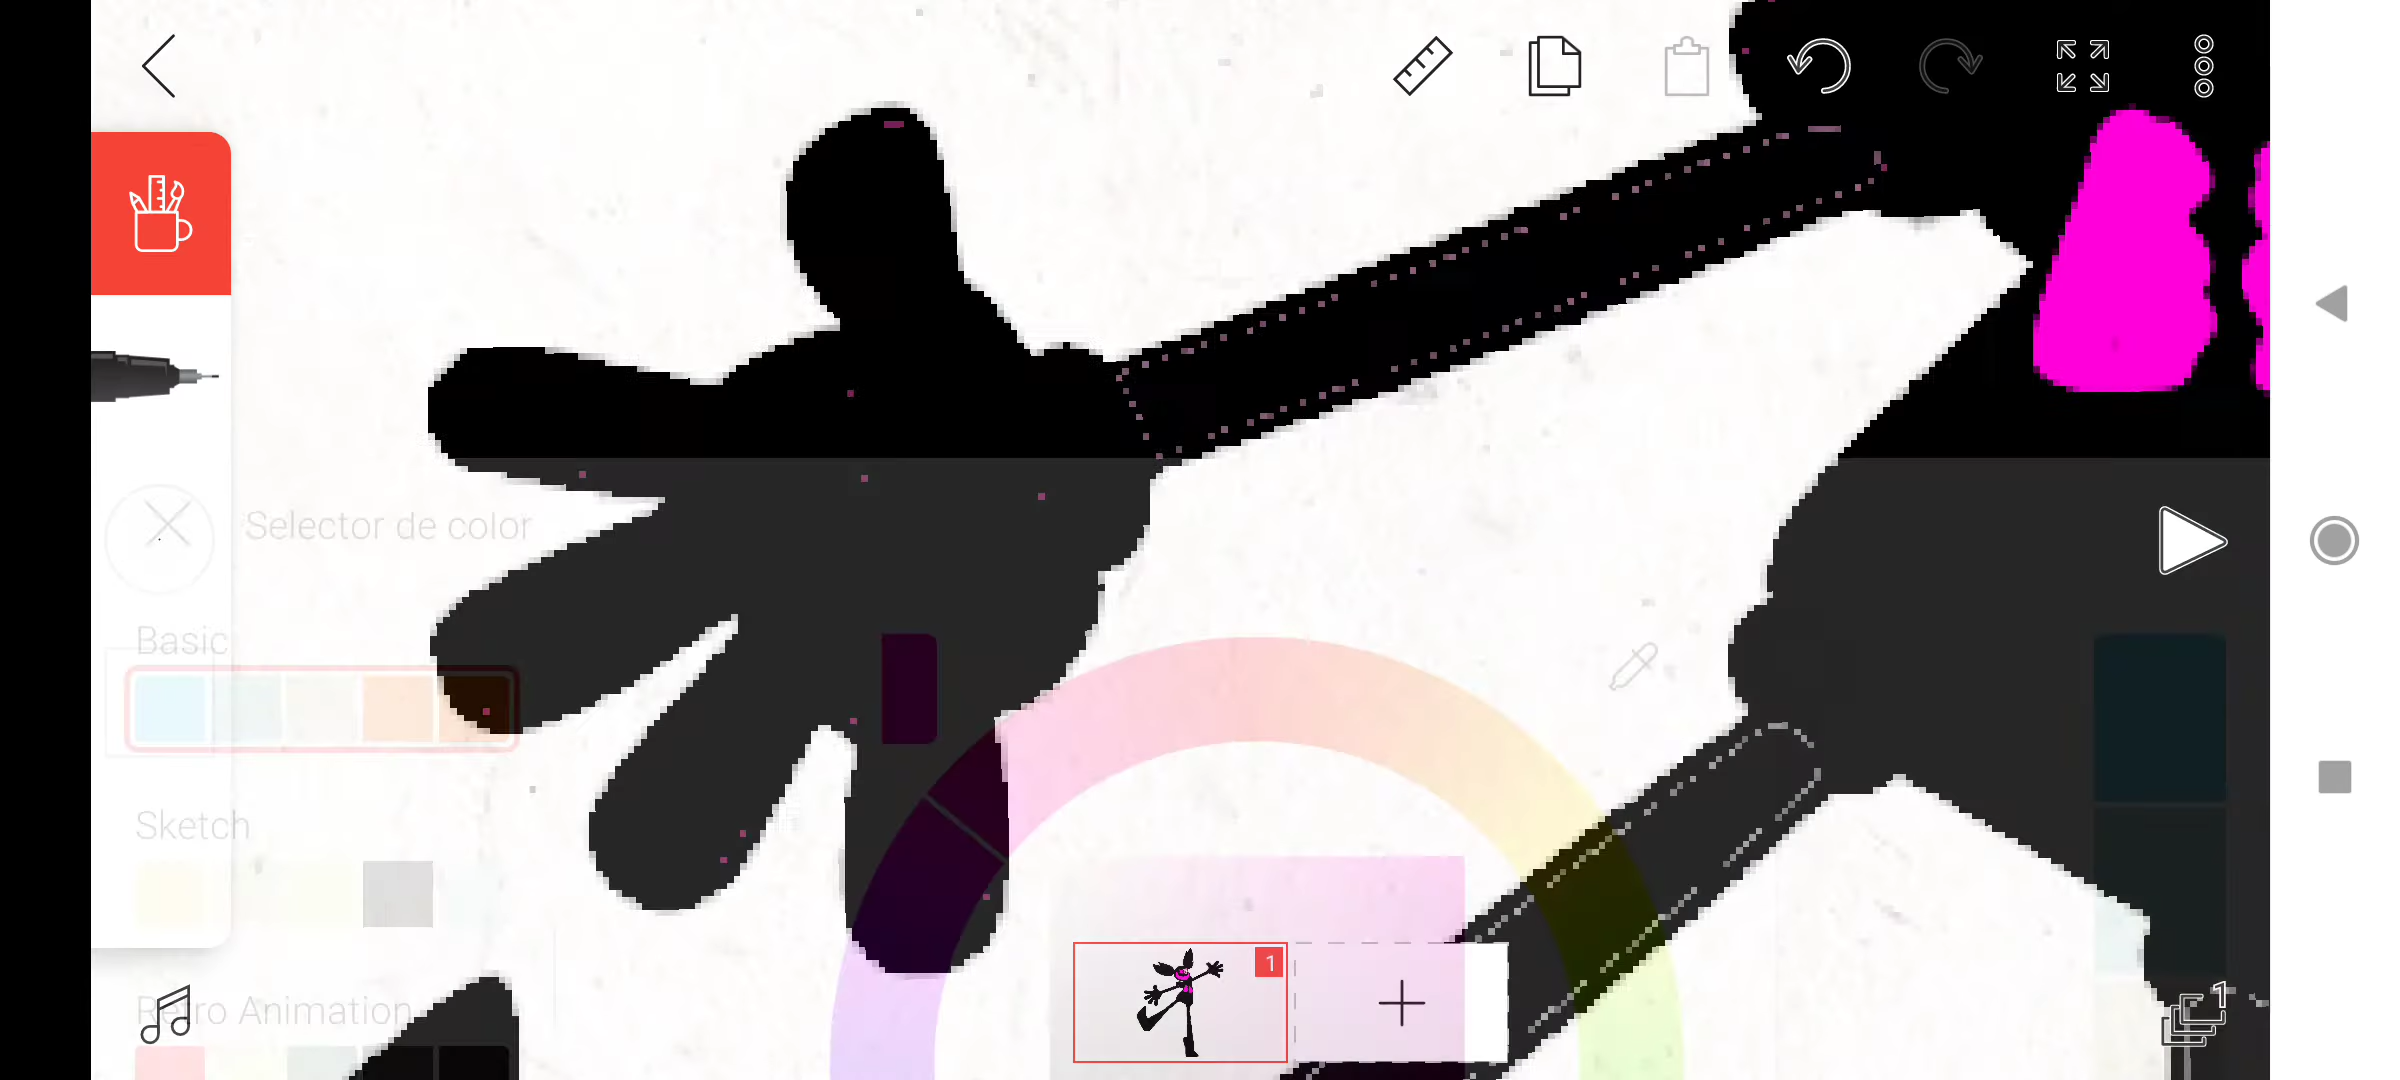 Selector de color
Basic
Sketch
1
1
Retro Animation